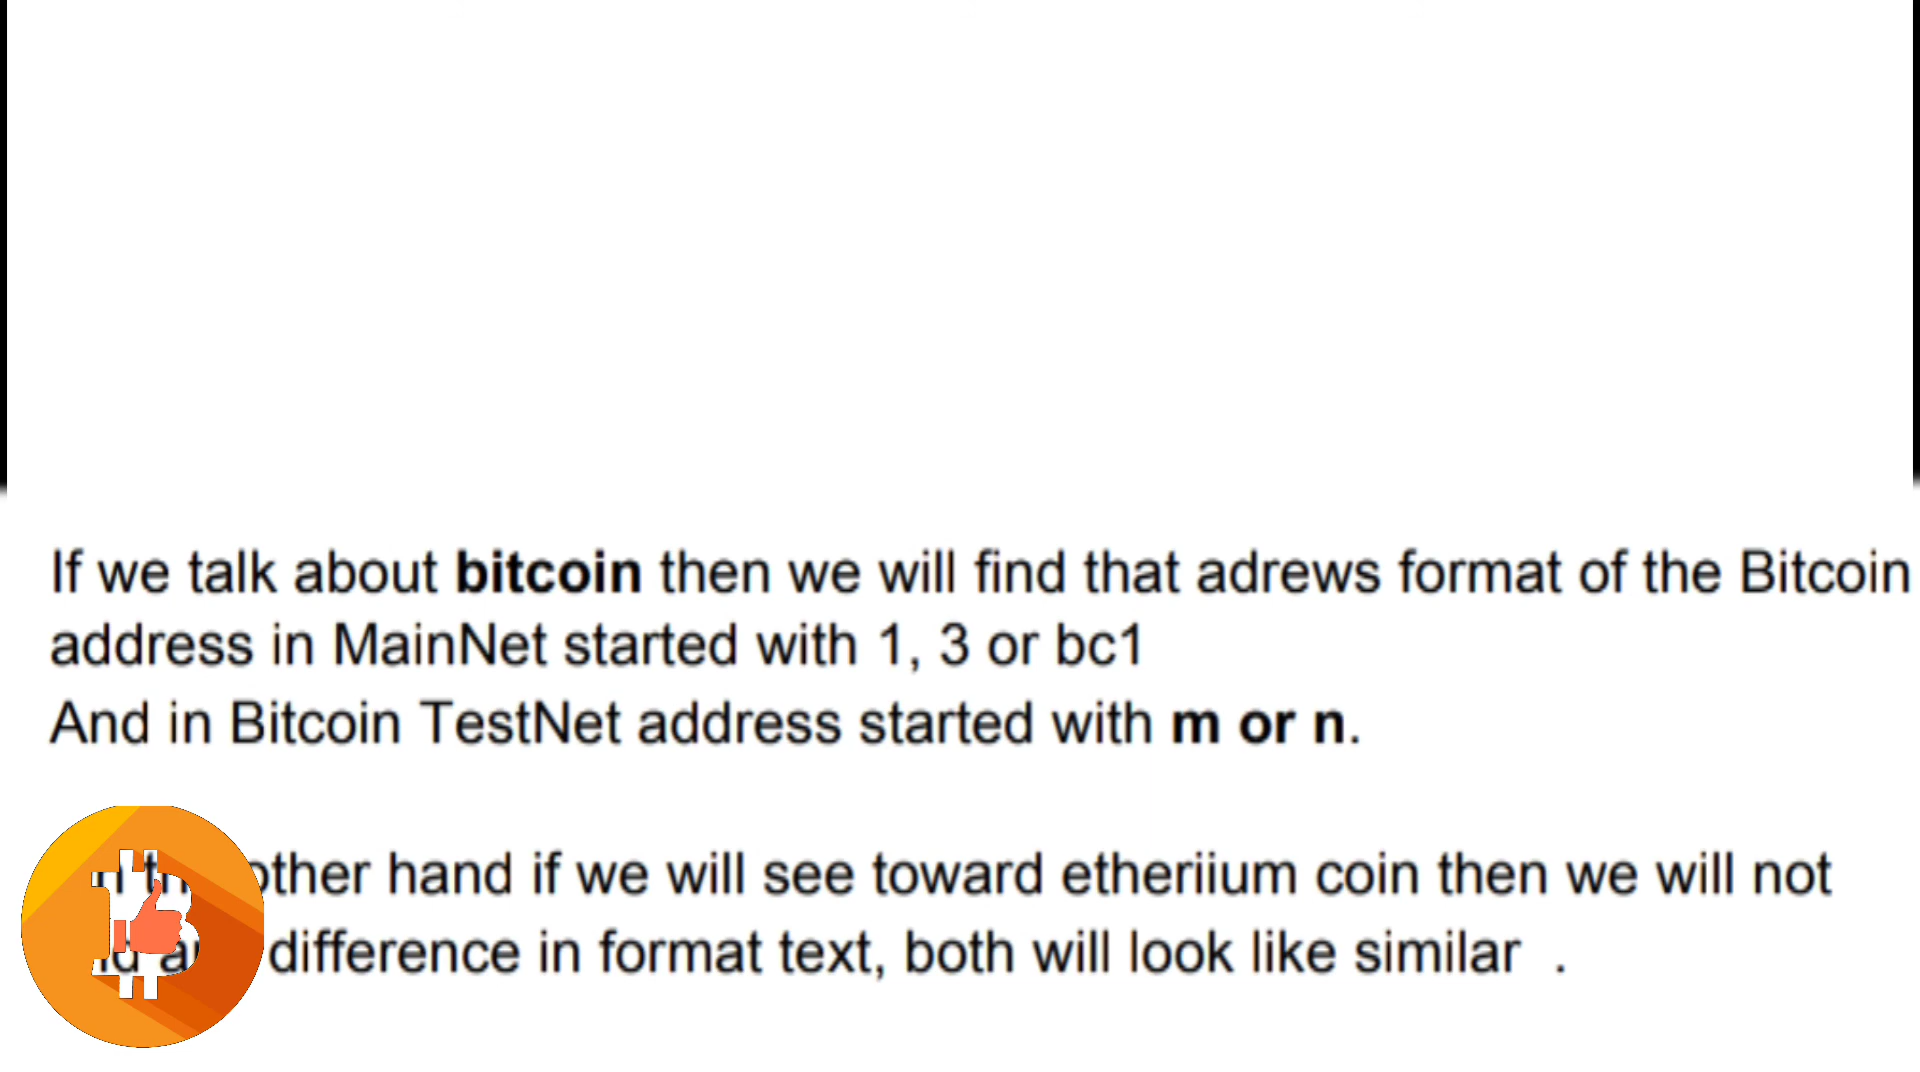 If we talk about bitcoin then we will find that adrews format of the Bitcoin
address in MainNet started with 1, 3 or bc1
And in Bitcoin TestNet address started with m or n.
other hand if we will see toward etheriium coin then we will not
difference in format text, both will look like similar .